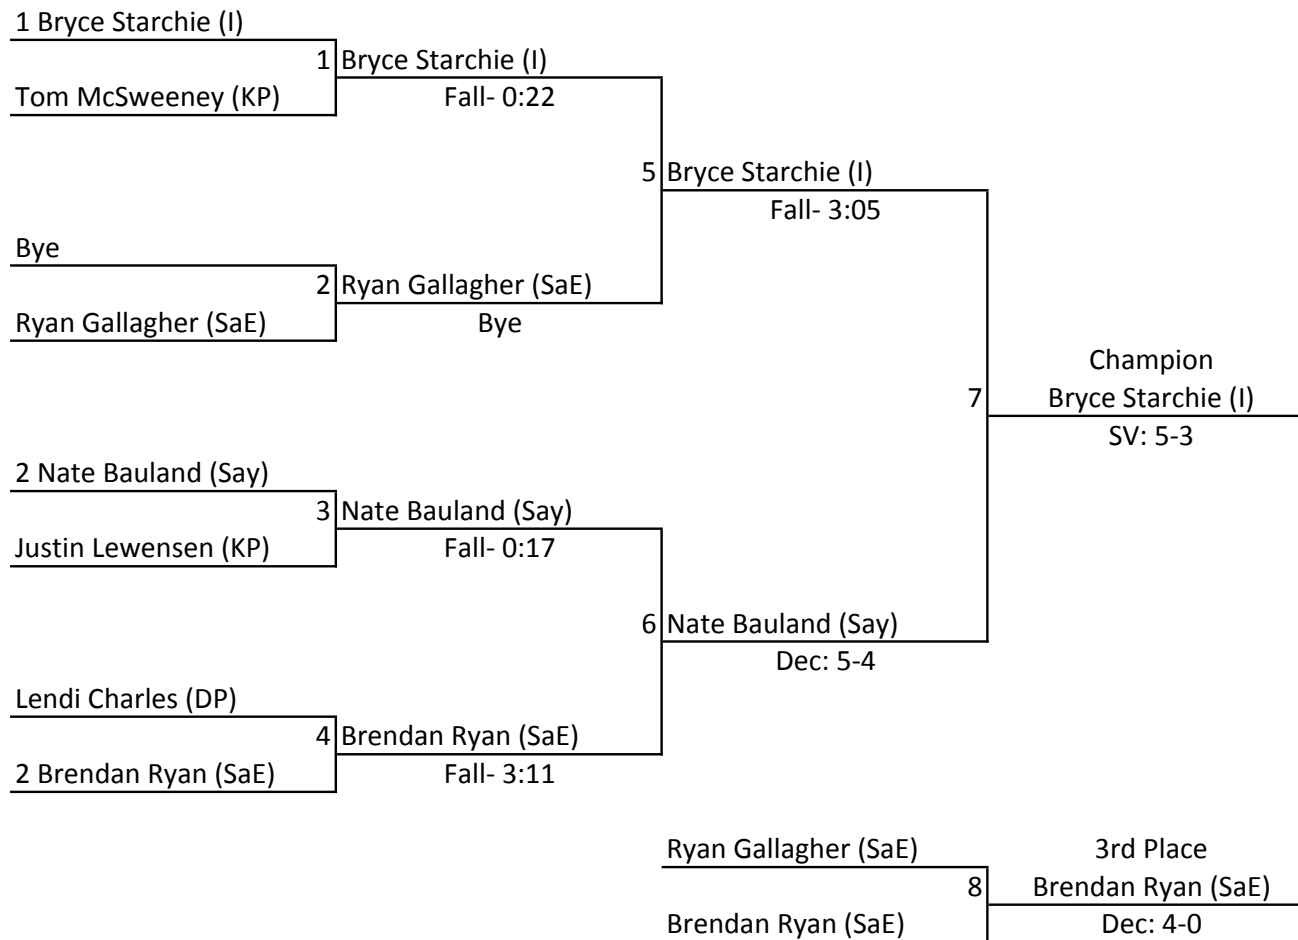 1 Bryce Starchie (I)
1 Bryce Starchie (I)
Tom McSweeney (KP)
Fall- 0:22
5 Bryce Starchie (I)
Fall- 3:05
Bye
2 Ryan Gallagher (SaE)
Ryan Gallagher (SaE)
Bye
Champion
7 Bryce Starchie (I)
SV: 5-3
2 Nate Bauland (Say)
3 Nate Bauland (Say)
Justin Lewensen (KP)
Fall- 0:17
6 Nate Bauland (Say)
Dec: 5-4
Lendi Charles (DP)
4 Brendan Ryan (SaE)
2 Brendan Ryan (SaE)
Fall- 3:11
Ryan Gallagher (SaE)
3rd Place
8 Brendan Ryan (SaE)
Brendan Ryan (SaE)
Dec: 4-0